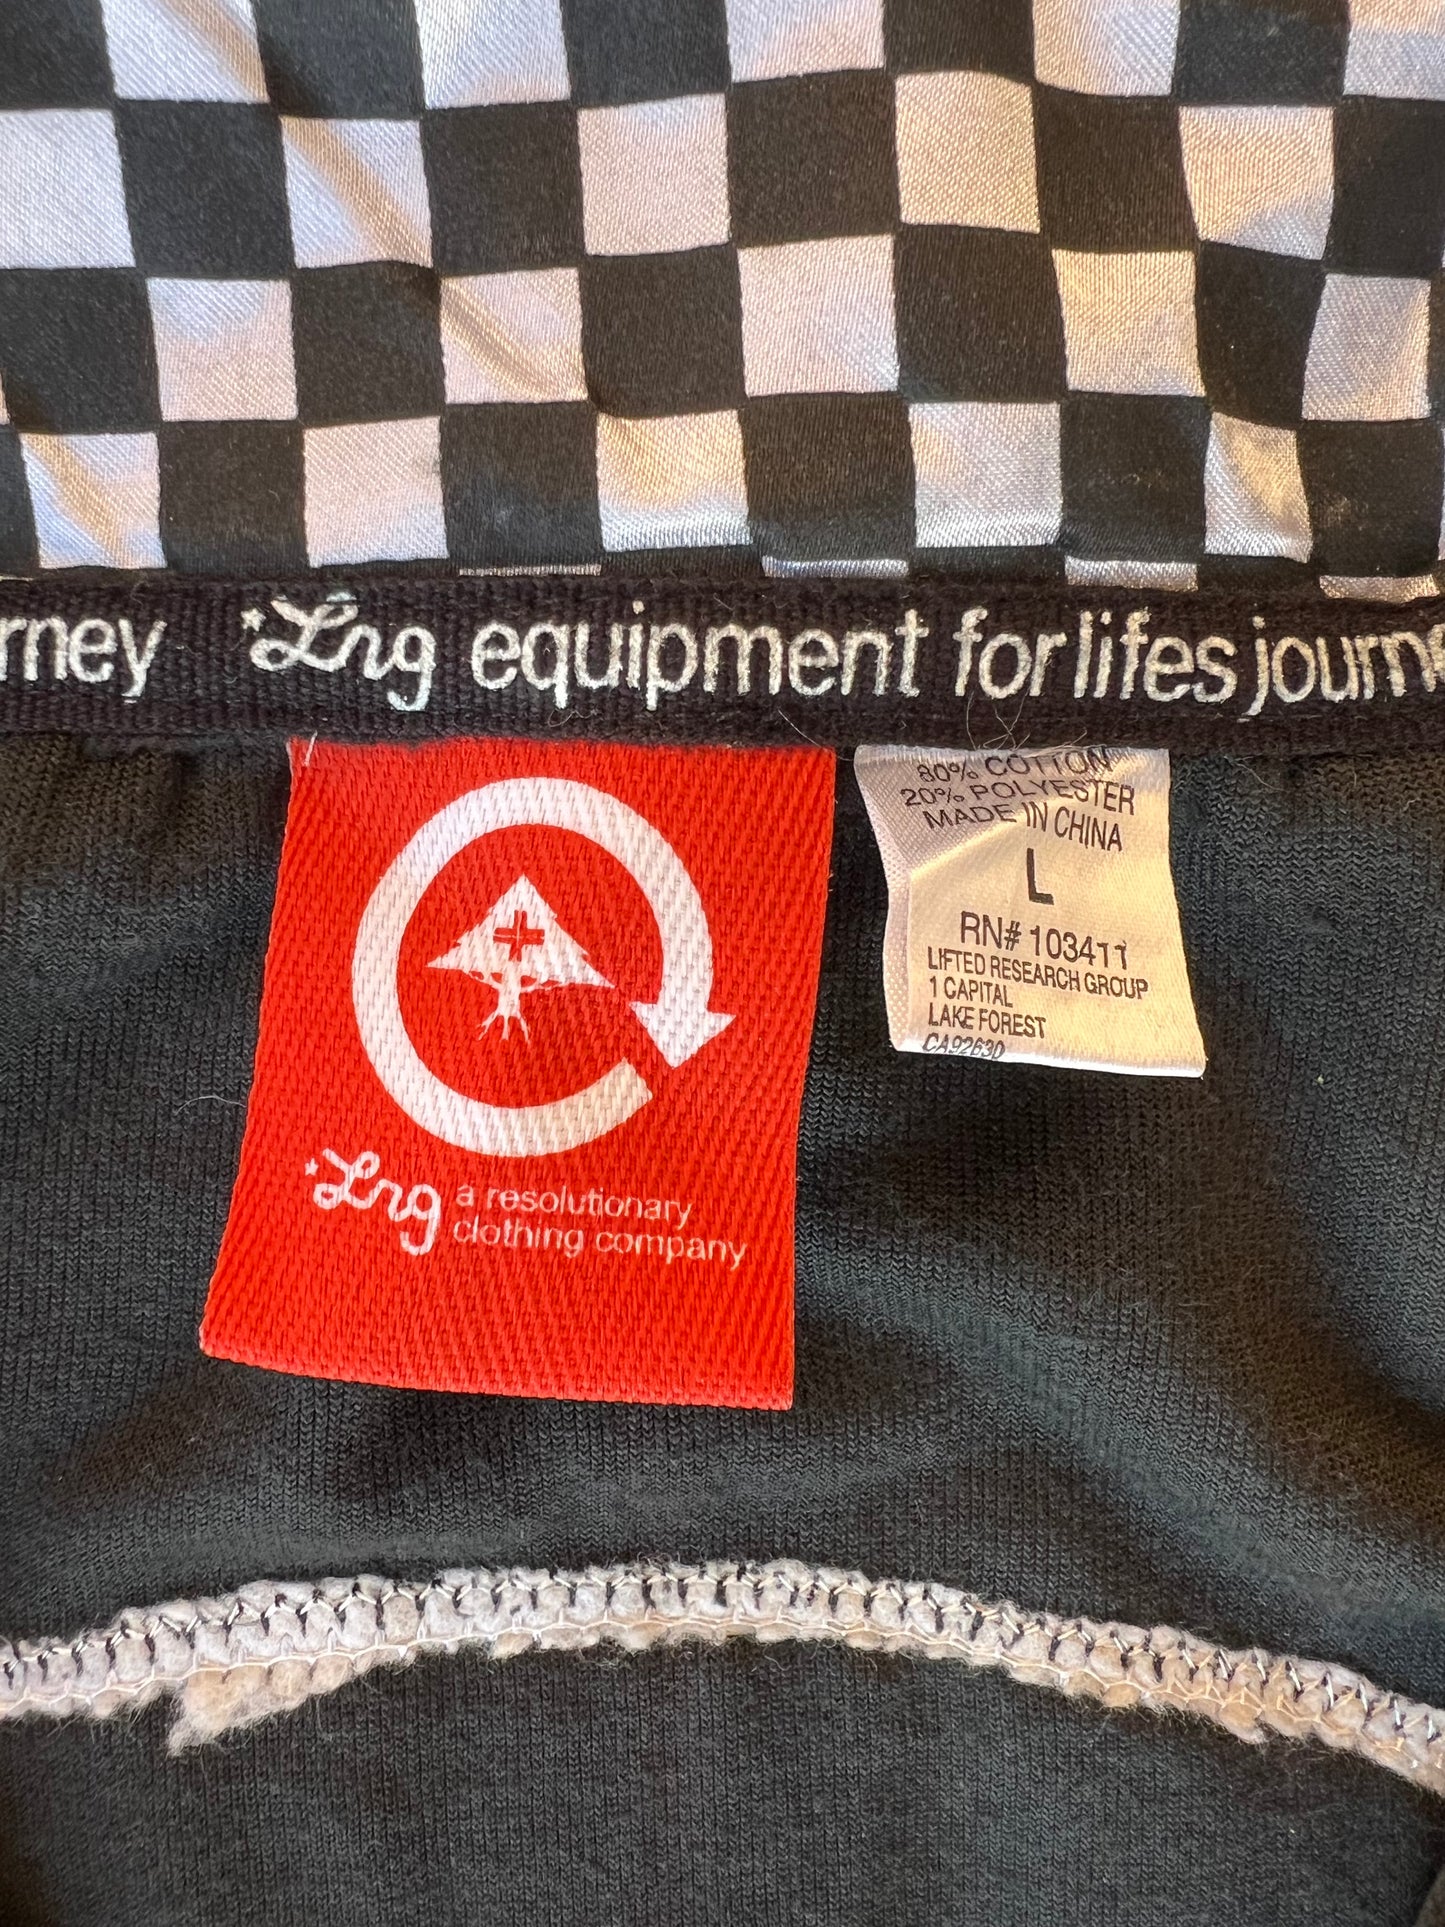 rney Lrg equipment for lifes journe
80% COTTON
20% POLYESTER
MADE IN CHINA
L
RN# 103411
LIFTED RESEARCH GROUP
1 CAPITAL
LAKE FOREST
CA92630
Lrg a resolutionary
clothing company